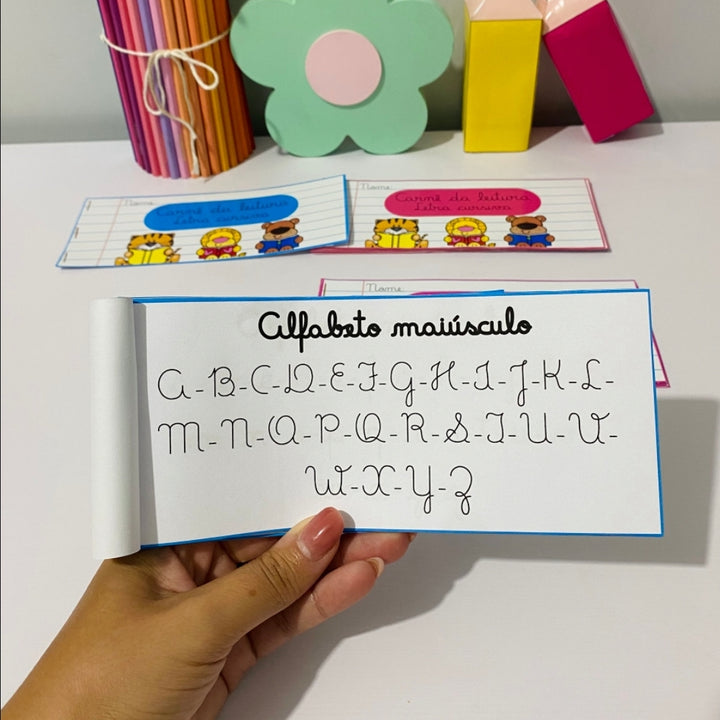 Nome:
Carnê da leitura
Letra cursiva
Nome:
Carnê da leitura
Letra cursiva
Nome:
Alfabeto maiúsculo
A-B-C-D-E-F-G-H-I-J-K-L-
M-N-O-P-Q-R-S-T-U-V-
W-X-Y-Z